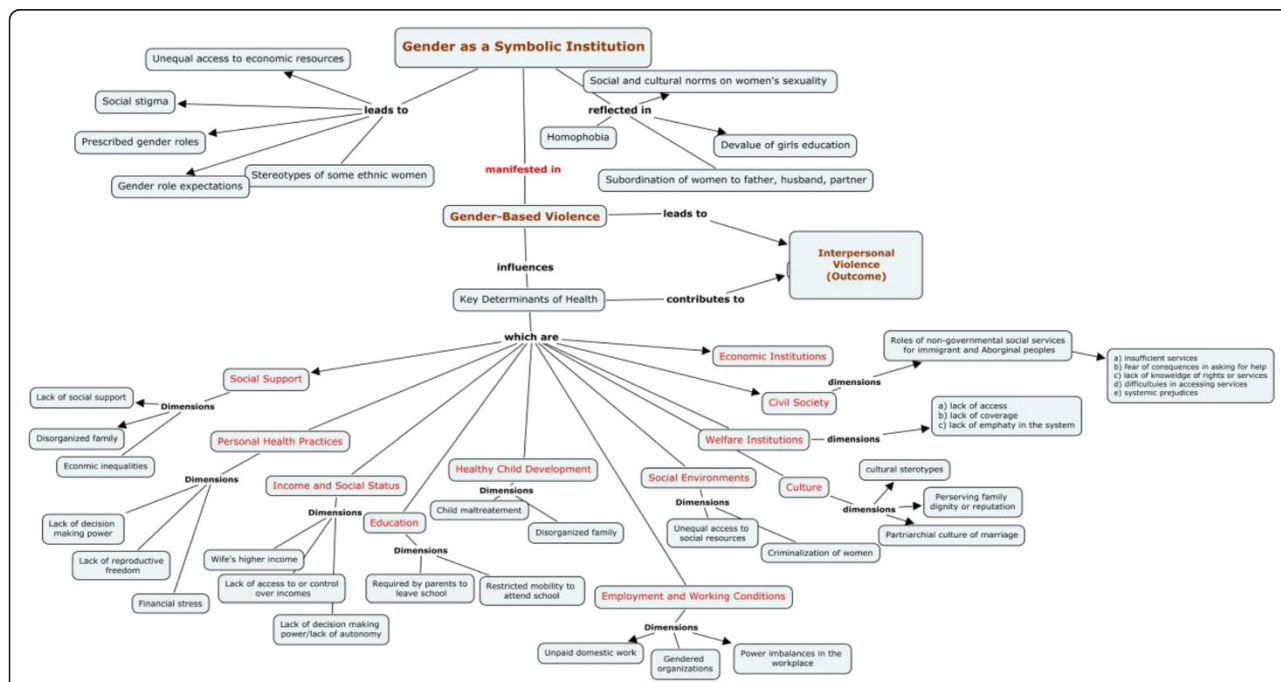 Gender as a Symbolic Institution
Unequal access to economic resources
Social stigma
Prescribed gender roles
Gender role expectations
Stereotypes of some ethnic women
leads to
Social and cultural norms on women's sexuality
reflected in
Homophobia
Devalue of girls education
Subordination of women to father, husband, partner
manifested in
Gender-Based Violence
leads to
Interpersonal
Violence
(Outcome)
influences
Key Determinants of Health
contributes to
which are
Economic Institutions
Roles of non-governmental social services
for immigrant and Aborginal peoples
a) insufficient services
b) fear of consquences in asking for help
c) lack of knoweldge of rights or services
d) difficultuies in accessing services
e) systemic prejudices
dimensions
Civil Society
Social Support
Lack of social support
Dimensions
Disorganized family
Econmic inequalities
a) lack of access
b) lack of coverage
c) lack of emphaty in the system
Welfare Institutions
dimensions
Personal Health Practices
Dimensions
Lack of decision
making power
Lack of reproductive
freedom
Financial stress
Income and Social Status
Dimensions
Wife's higher income
Lack of access to or control
over incomes
Lack of decision making
power/lack of autonomy
Education
Dimensions
Required by parents to
leave school
Restricted mobility to
attend school
Healthy Child Development
Dimensions
Child maltreatement
Disorganized family
Social Environments
Dimensions
Unequal access to
social resources
Criminalization of women
Culture
dimensions
cultural sterotypes
Perserving family
dignity or reputation
Partriarchial culture of marriage
Employment and Working Conditions
Dimensions
Unpaid domestic work
Gendered
organizations
Power imbalances in the
workplace